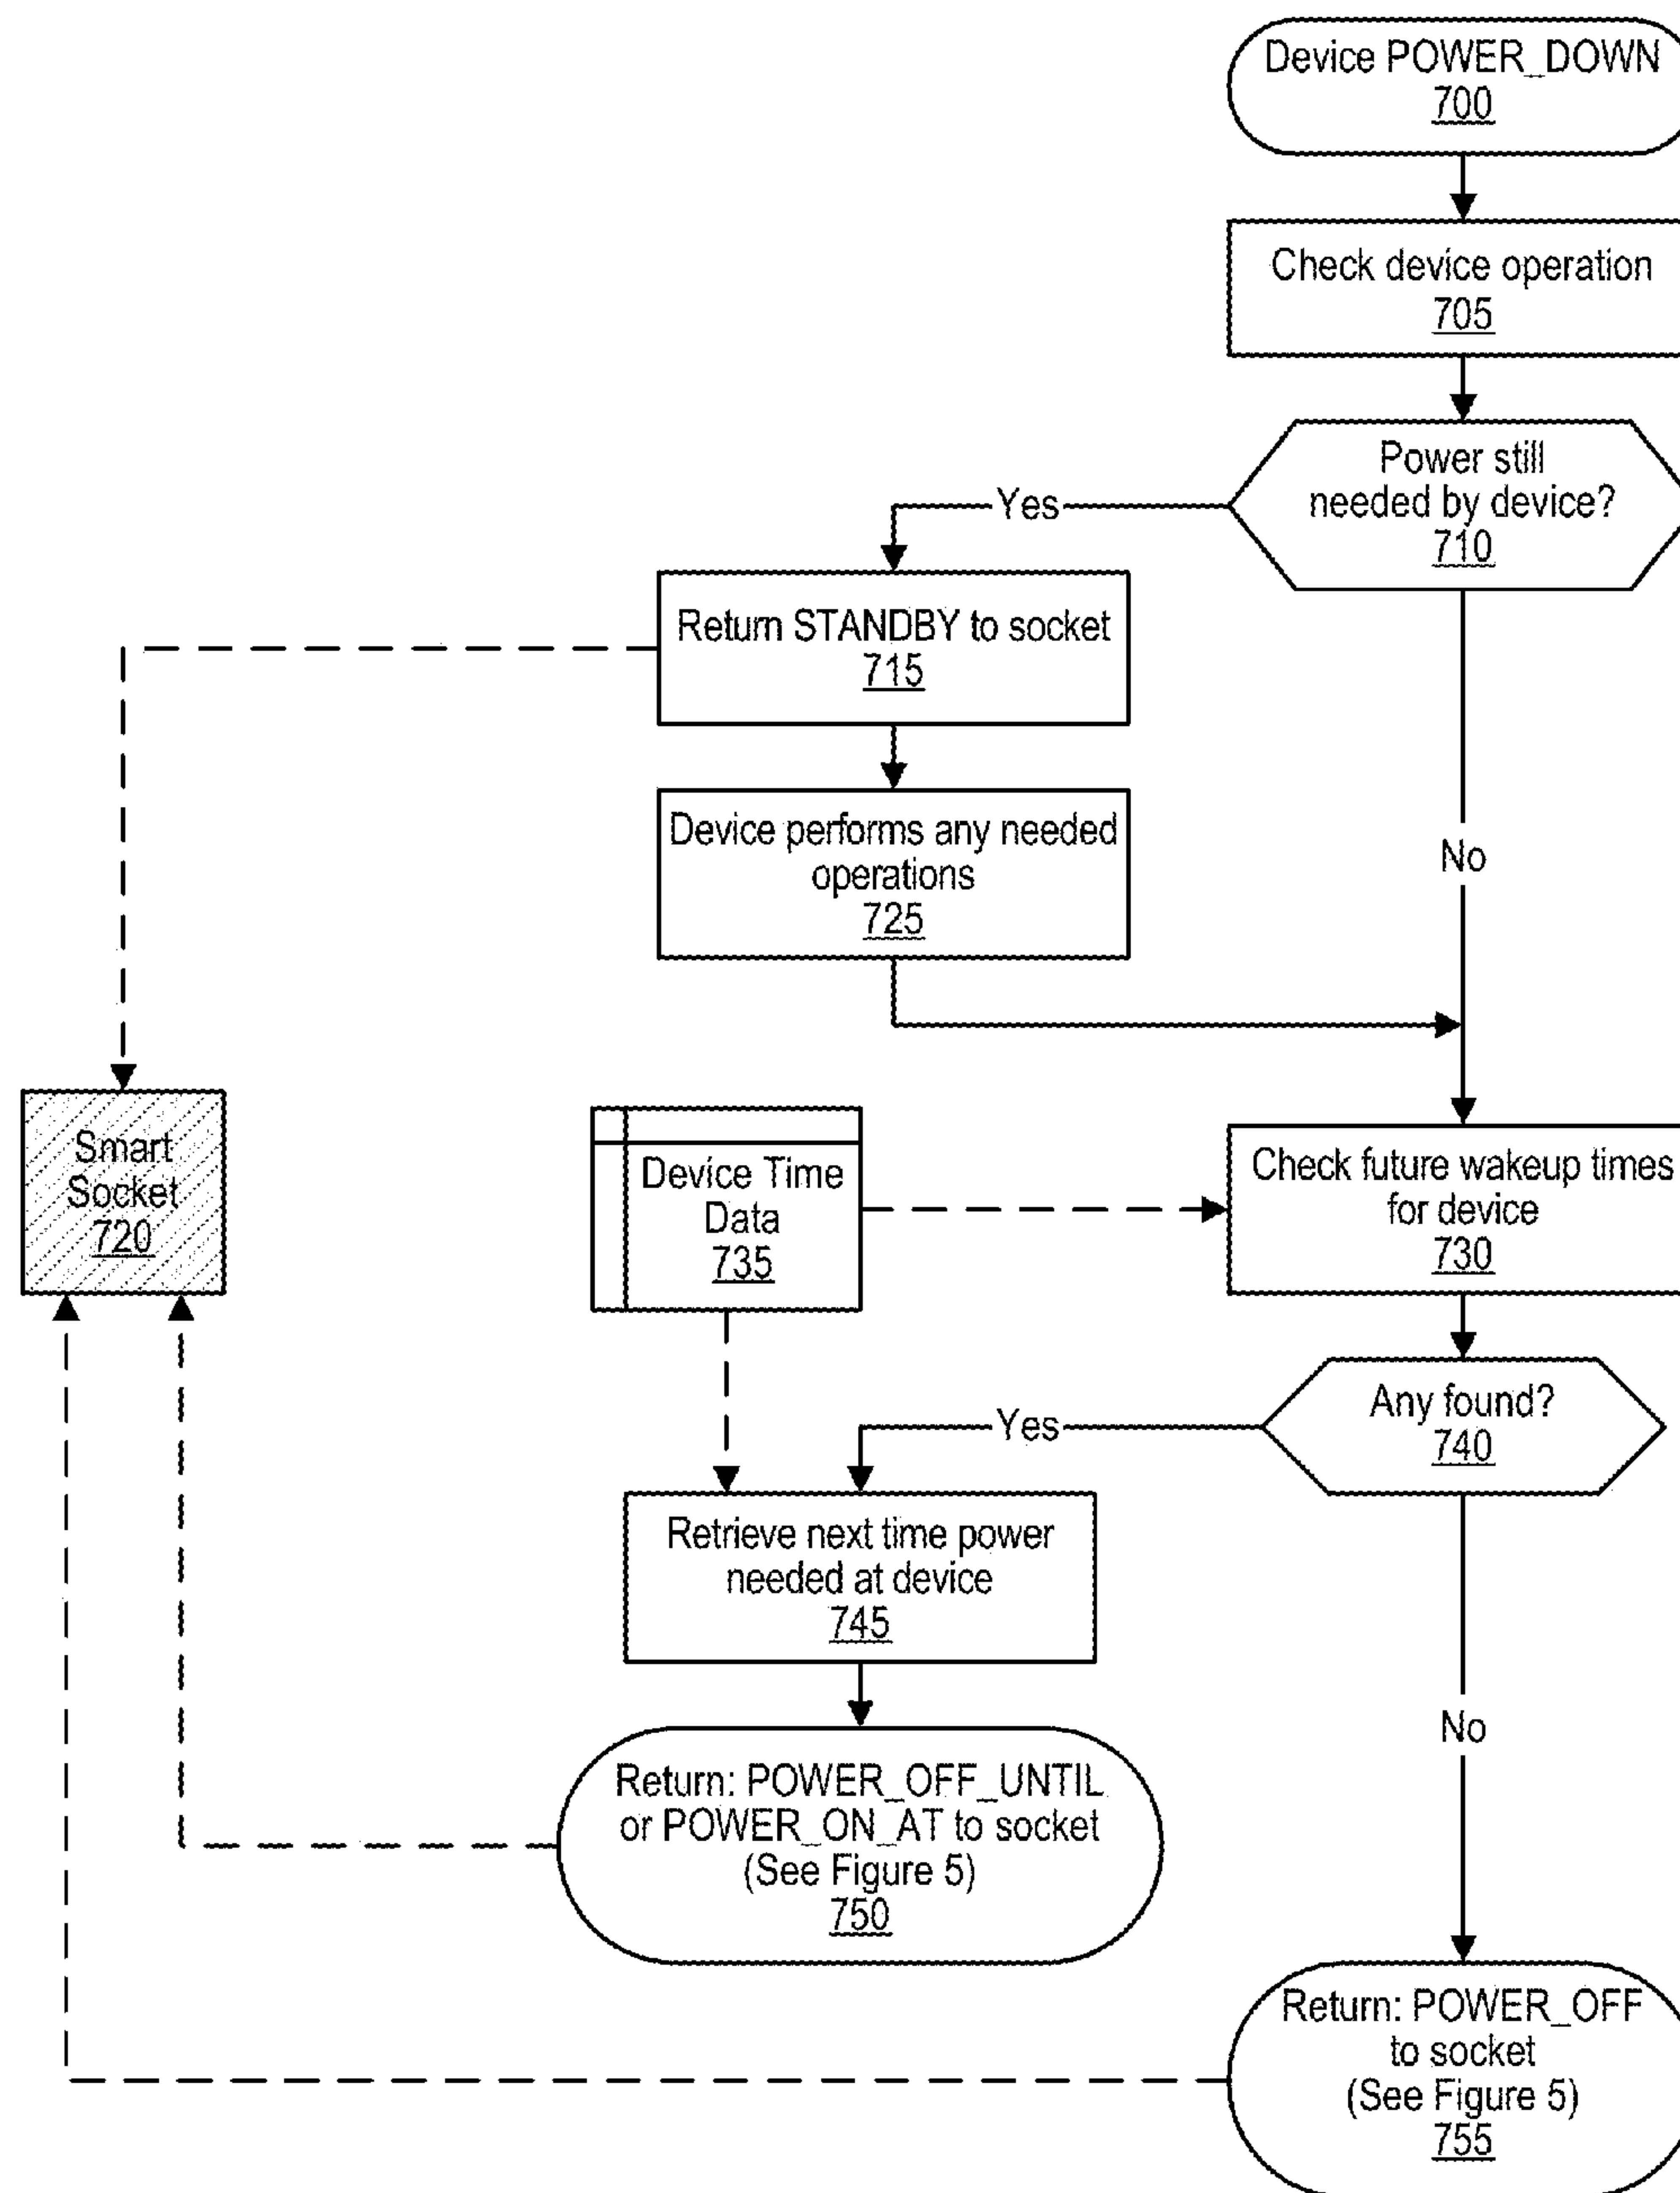 Device POWER_DOWN
700
Check device operation
705
Power still
needed by device?
710
Yes
Return STANDBY to socket
715
Device performs any needed
operations
725
No
Smart
Socket
720
Device Time
Data
735
Check future wakeup times
for device
730
Any found?
740
Yes
Retrieve next time power
needed at device
745
No
Return: POWER_OFF_UNTIL
or POWER_ON_AT to socket
(See Figure 5)
750
Return: POWER_OFF
to socket
(See Figure 5)
755